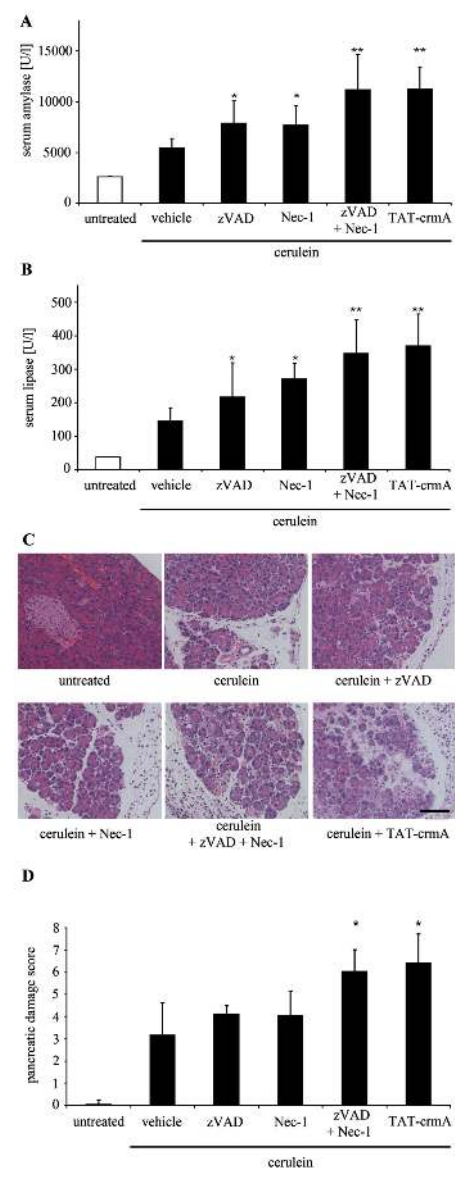 A
serum amylase [U/l]
15000
10000
5000
0
* * ** **
untreated vehicle zVAD Nec-1 zVAD + Nec-1 TAT-crmA
cerulein
B
serum lipase [U/l]
500
400
300
200
100
0
* * ** **
untreated vehicle zVAD Nec-1 zVAD + Nec-1 TAT-crmA
cerulein
C
untreated cerulein cerulein + zVAD
cerulein + Nec-1 cerulein + zVAD + Nec-1 cerulein + TAT-crmA
D
pancreatic damage score
8
7
6
5
4
3
2
1
0
* *
untreated vehicle zVAD Nec-1 zVAD + Nec-1 TAT-crmA
cerulein